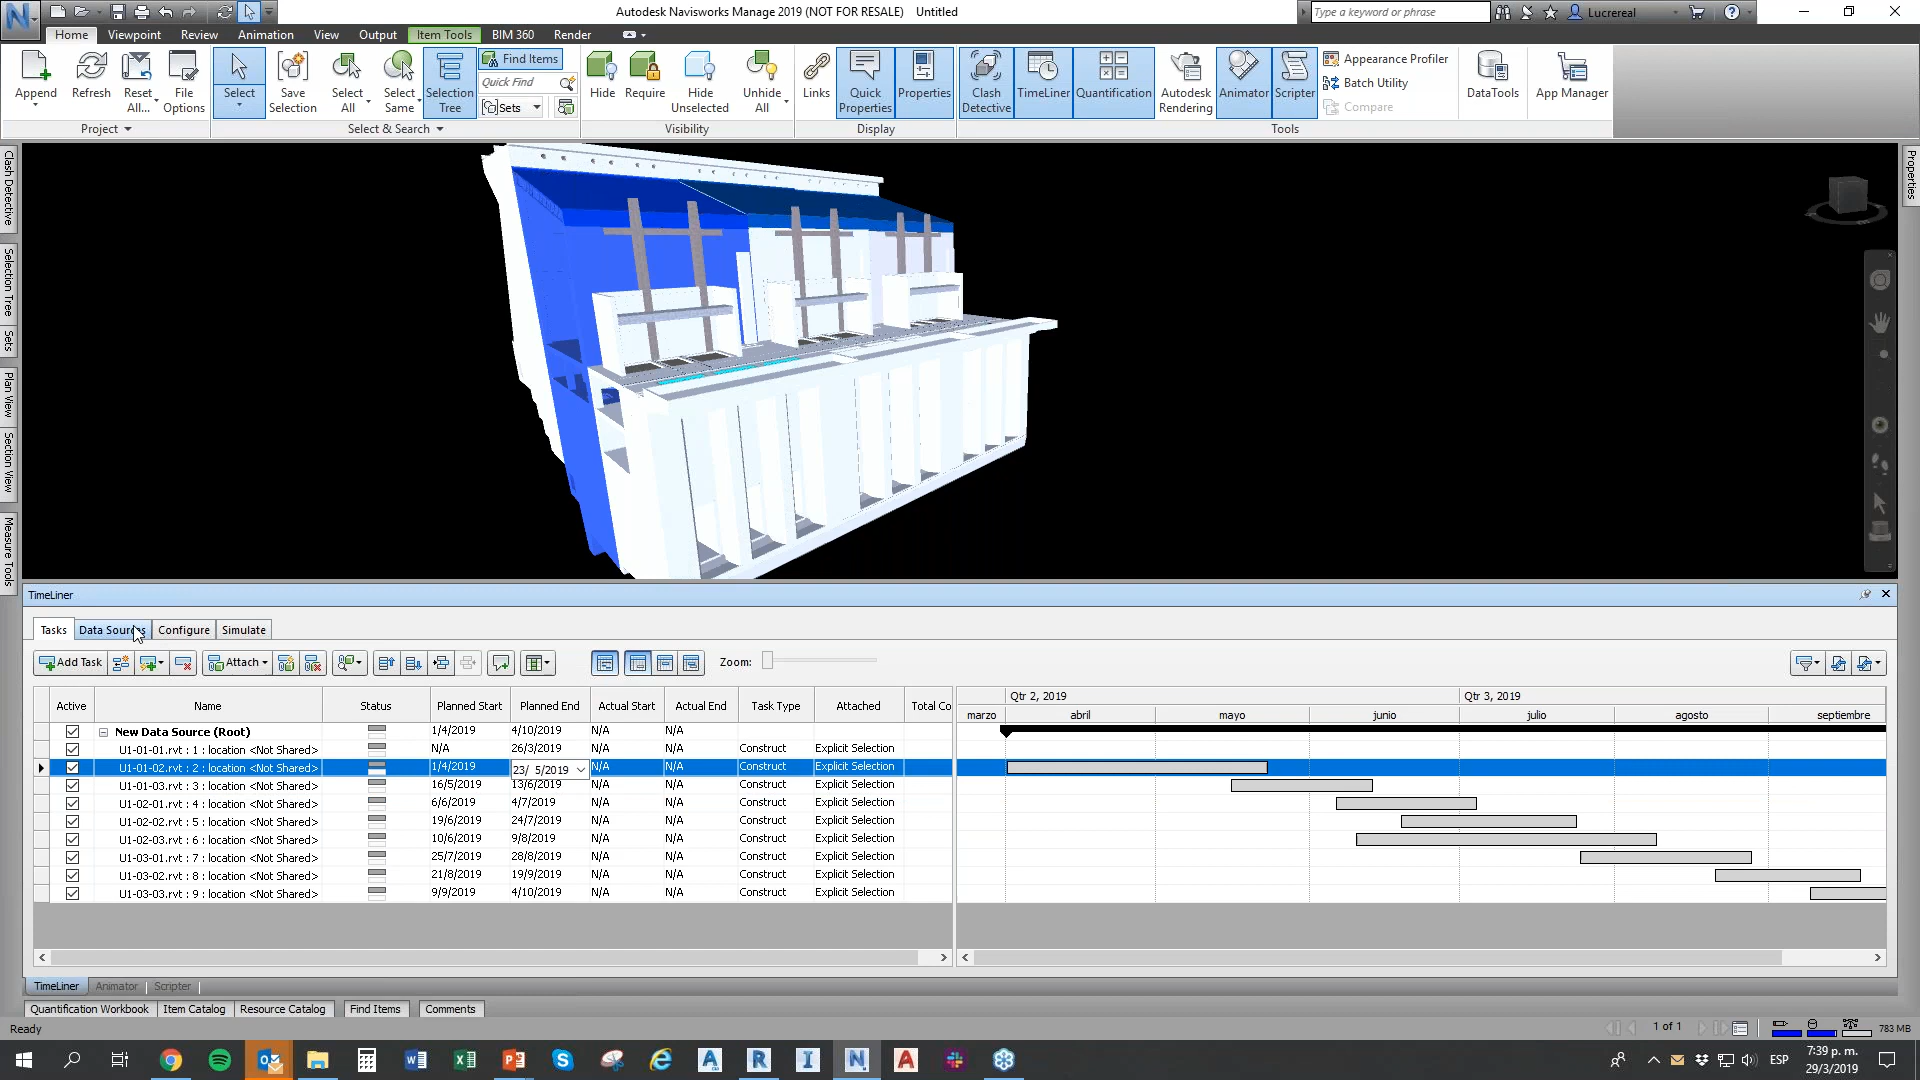 Autodesk Navisworks Manage 2019 (NOT FOR RESALE) Untitled
Type a keyword or phrase
Lucrereal
Home Viewpoint Review Animation View Output Item Tools BIM 360 Render
Append
Refresh
Reset All...
File Options
Select
Save Selection
Select All
Select Same
Selection Tree
Find Items
Quick Find
Sets
Hide
Require
Hide Unselected
Unhide All
Links
Quick Properties
Properties
Clash Detective
TimeLiner
Quantification
Autodesk Rendering
Animator
Scripter
Appearance Profiler
Batch Utility
Compare
DataTools
App Manager
Project
Select & Search
Visibility
Display
Tools
Clash Detective
Selection Tree
Sets
Plan View
Section View
Measure Tools
Properties
TimeLiner
Tasks Data Sources Configure Simulate
Add Task
Attach
Zoom:
Active Name Status Planned Start Planned End Actual Start Actual End Task Type Attached Total Co
New Data Source (Root) 1/4/2019 4/10/2019 N/A N/A
U1-01-01.rvt : 1 : location <Not Shared> N/A 26/3/2019 N/A N/A Construct Explicit Selection
U1-01-02.rvt : 2 : location <Not Shared> 1/4/2019 23/ 5/2019 N/A N/A Construct Explicit Selection
U1-01-03.rvt : 3 : location <Not Shared> 16/5/2019 13/6/2019 N/A N/A Construct Explicit Selection
U1-02-01.rvt : 4 : location <Not Shared> 6/6/2019 4/7/2019 N/A N/A Construct Explicit Selection
U1-02-02.rvt : 5 : location <Not Shared> 19/6/2019 24/7/2019 N/A N/A Construct Explicit Selection
U1-02-03.rvt : 6 : location <Not Shared> 10/6/2019 9/8/2019 N/A N/A Construct Explicit Selection
U1-03-01.rvt : 7 : location <Not Shared> 25/7/2019 28/8/2019 N/A N/A Construct Explicit Selection
U1-03-02.rvt : 8 : location <Not Shared> 21/8/2019 19/9/2019 N/A N/A Construct Explicit Selection
U1-03-03.rvt : 9 : location <Not Shared> 9/9/2019 4/10/2019 N/A N/A Construct Explicit Selection
Qtr 2, 2019 Qtr 3, 2019
marzo abril mayo junio julio agosto septiembre
TimeLiner Animator Scripter
Quantification Workbook Item Catalog Resource Catalog Find Items Comments
Ready
1 of 1
783 MB
ESP
7:39 p. m.
29/3/2019